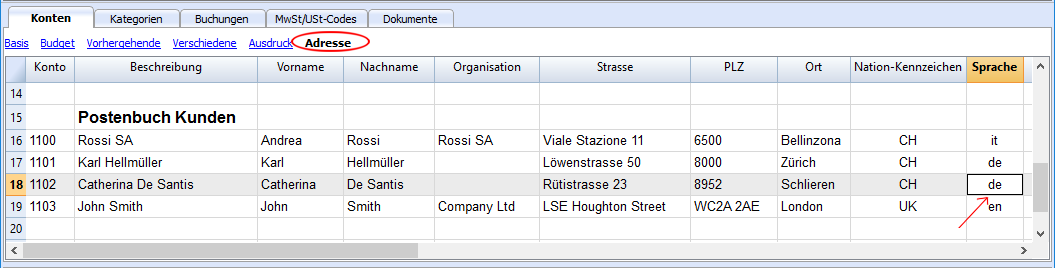 Konten Kategorien Buchungen MwSt/USt-Codes Dokumente
Basis Budget Vorhergehende Verschiedene Ausdruck Adresse
Konto Beschreibung Vorname Nachname Organisation Strasse PLZ Ort Nation-Kennzeichen Sprache
14
15 Postenbuch Kunden
16 1100 Rossi SA Andrea Rossi Rossi SA Viale Stazione 11 6500 Bellinzona CH it
17 1101 Karl Hellmüller Karl Hellmüller Löwenstrasse 50 8000 Zürich CH de
18 1102 Catherina De Santis Catherina De Santis Rütistrasse 23 8952 Schlieren CH de
19 1103 John Smith John Smith Company Ltd LSE Houghton Street WC2A 2AE London UK en
20